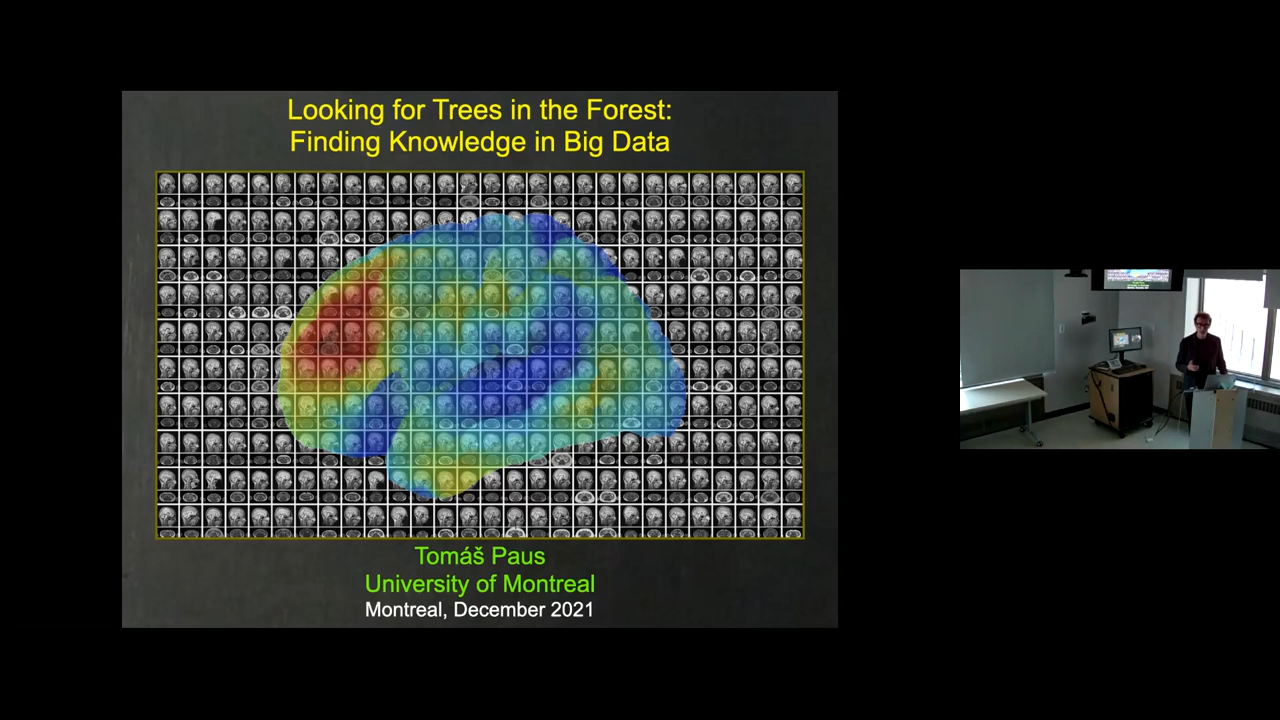 Looking for Trees in the Forest:
Finding Knowledge in Big Data
Tomáš Paus
University of Montreal
Montreal, December 2021